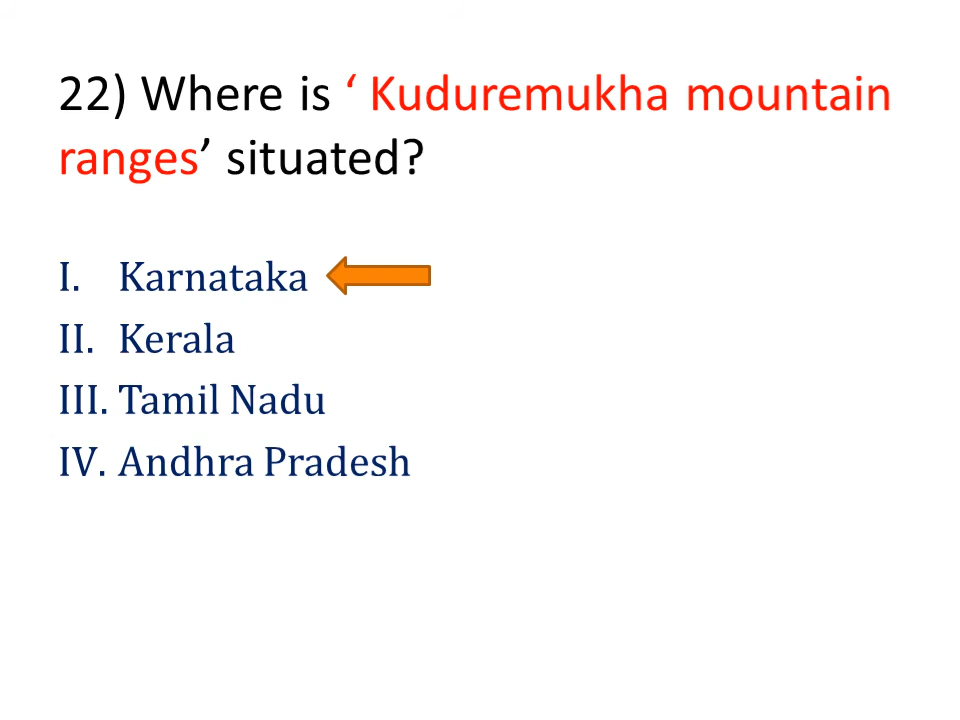 22) Where is ‘ Kuduremukha mountain
ranges’ situated?
I. Karnataka
II. Kerala
III. Tamil Nadu
IV. Andhra Pradesh